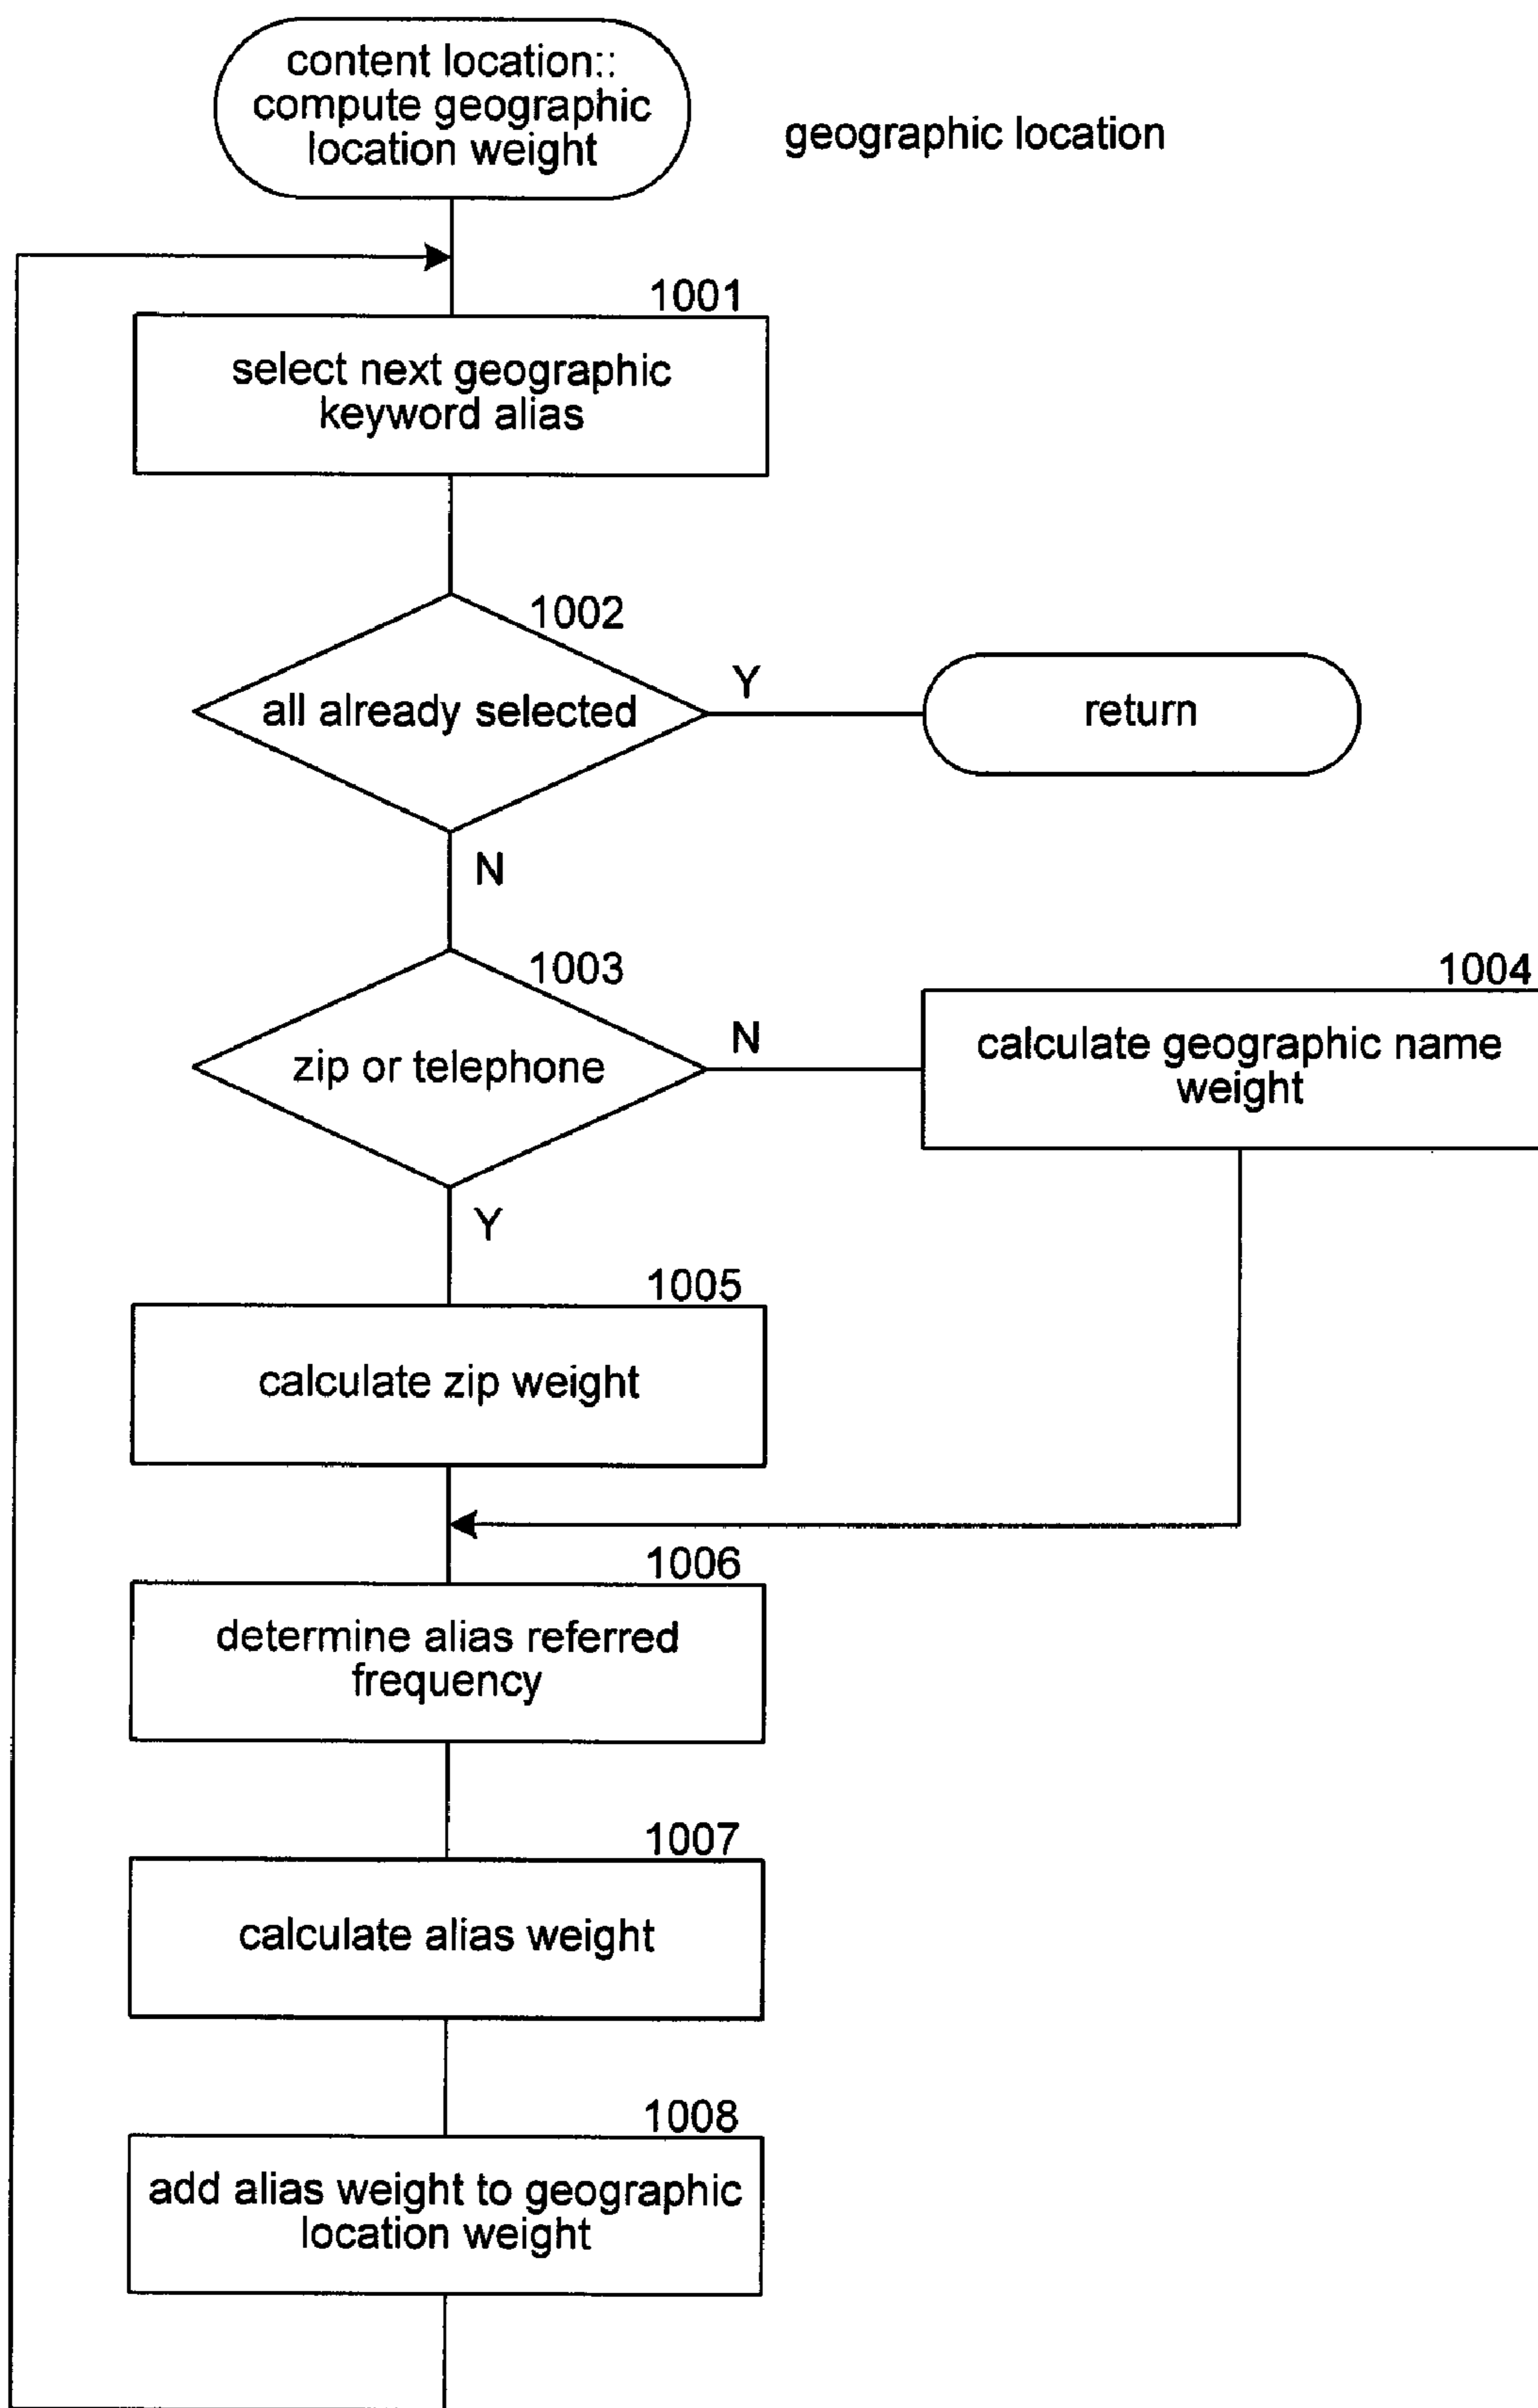 content location::
compute geographic
location weight
geographic location
1001
select next geographic
keyword alias
1002
all already selected
Y
return
N
1003
zip or telephone
N
1004
calculate geographic name
weight
Y
1005
calculate zip weight
1006
determine alias referred
frequency
1007
calculate alias weight
1008
add alias weight to geographic
location weight